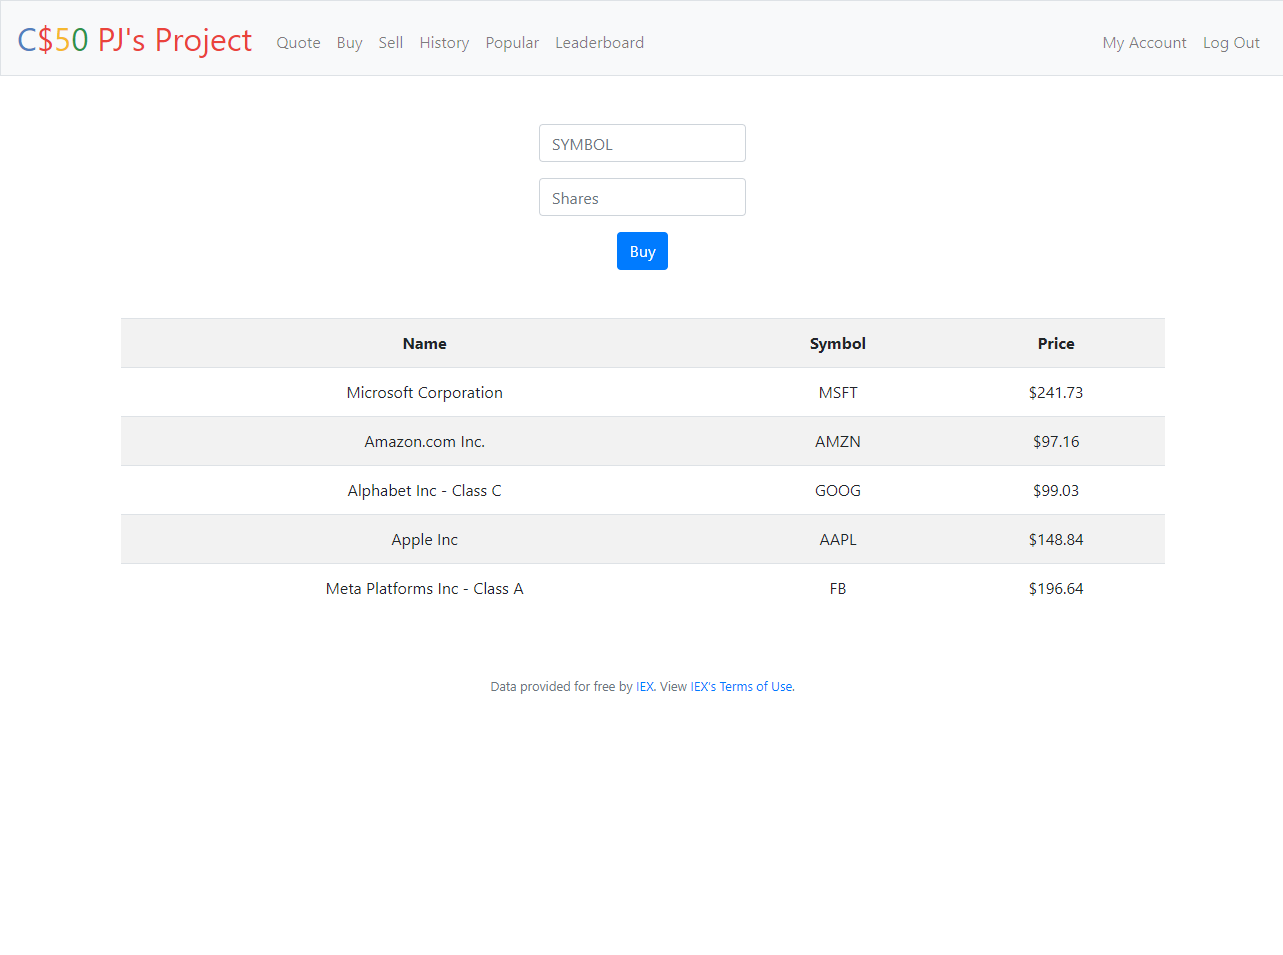 C$50 PJ's Project Quote Buy Sell History Popular Leaderboard My Account Log Out
SYMBOL
Shares
Buy
Name Symbol Price
Microsoft Corporation MSFT $241.73
Amazon.com Inc. AMZN $97.16
Alphabet Inc - Class C GOOG $99.03
Apple Inc AAPL $148.84
Meta Platforms Inc - Class A FB $196.64
Data provided for free by IEX. View IEX's Terms of Use.